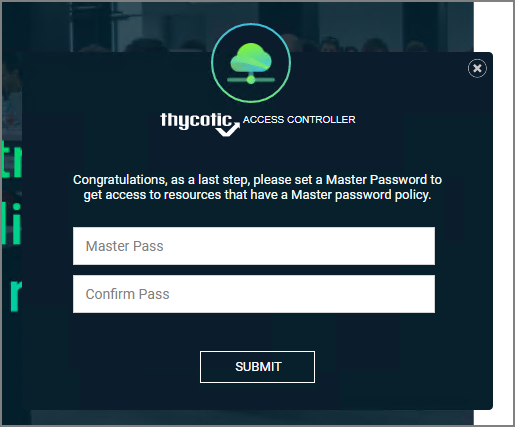 thycotic ACCESS CONTROLLER
Congratulations, as a last step, please set a Master Password to
get access to resources that have a Master password policy.
Master Pass
Confirm Pass
SUBMIT